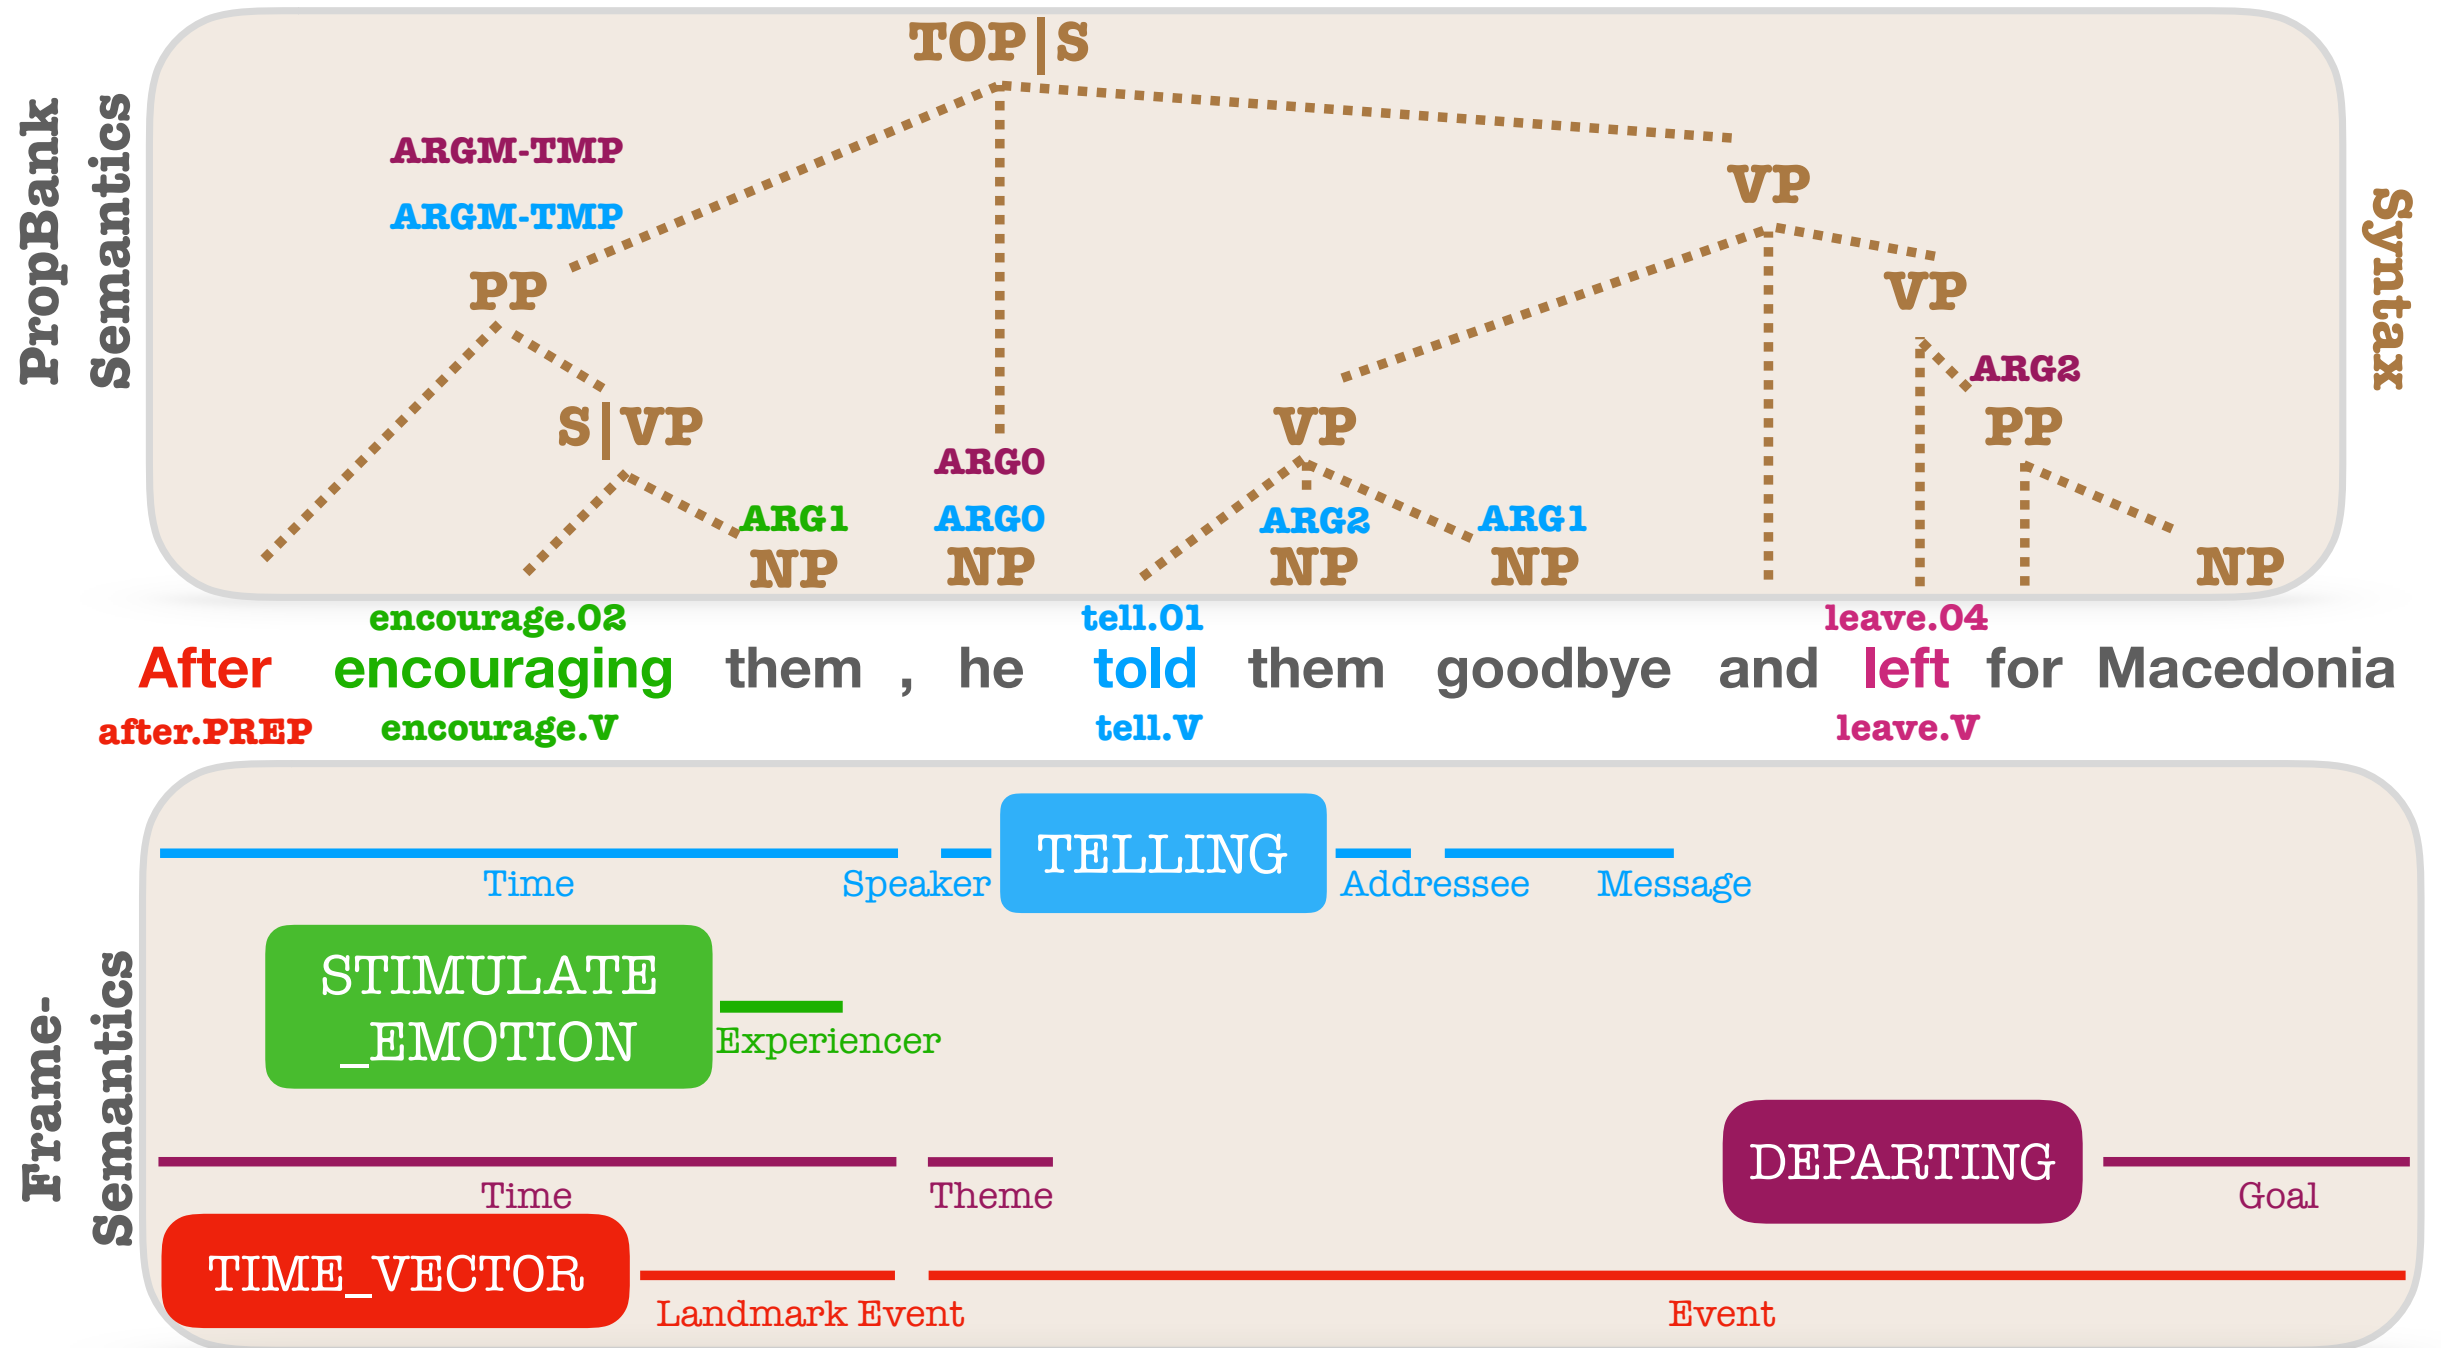 PropBank
Semantics
Syntax
TOP|S
ARGM-TMP
VP
ARGM-TMP
PP
VP
ARG2
S|VP
VP
PP
ARG0
ARG1
ARG0
ARG2
ARG1
NP
NP
NP
NP
NP
encourage.02
tell.01
leave.04
After encouraging them , he told them goodbye and left for Macedonia
after.PREP
encourage.V
tell.V
leave.V
Frame-
Semantics
TELLING
Time
Speaker
Addressee
Message
STIMULATE
_EMOTION
Experiencer
DEPARTING
Time
Theme
Goal
TIME_VECTOR
Landmark Event
Event